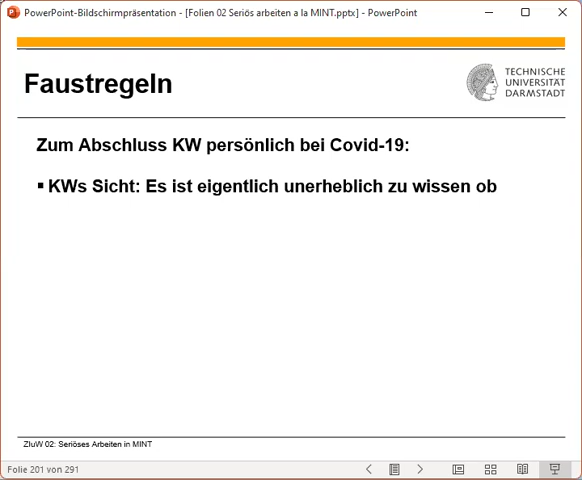 PowerPoint-Bildschirmpräsentation - [Folien 02 Seriös arbeiten a la MINT.pptx] - PowerPoint
Faustregeln
TECHNISCHE
UNIVERSITÄT
DARMSTADT
Zum Abschluss KW persönlich bei Covid-19:
▪ KWs Sicht: Es ist eigentlich unerheblich zu wissen ob
ZIuW 02: Seriöses Arbeiten in MINT
Folie 201 von 291